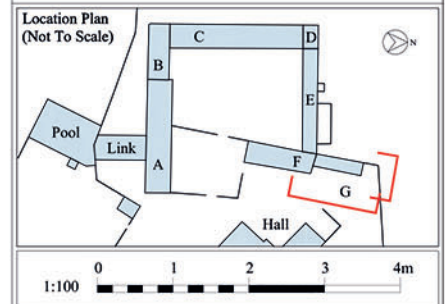 Location Plan
(Not To Scale)
C
D
N
B
E
Pool
Link
A
F
G
Hall
0 1 2 3 4m
1:100